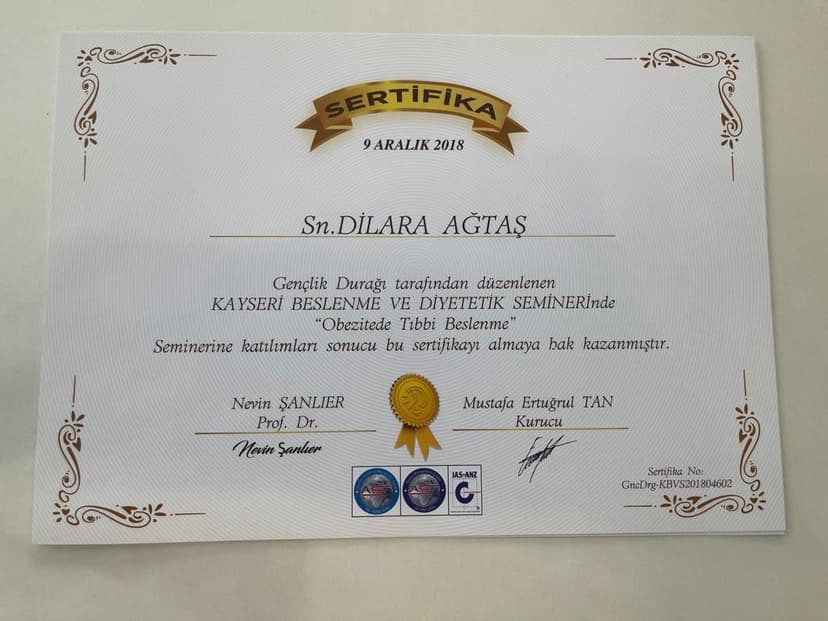 SERTİFİKA
9 ARALIK 2018
Sn.DİLARA AĞTAŞ
Gençlik Durağı tarafından düzenlenen
KAYSERİ BESLENME VE DİYETETİK SEMİNERİnde
“Obezitede Tıbbi Beslenme”
Seminerine katılımları sonucu bu sertifikayı almaya hak kazanmıştır.
Nevin ŞANLIER
Prof. Dr.
Nevin Şanlıer
Mustafa Ertuğrul TAN
Kurucu
JAS-ANZ
Sertifika No:
GncDrg-KBVS201804602